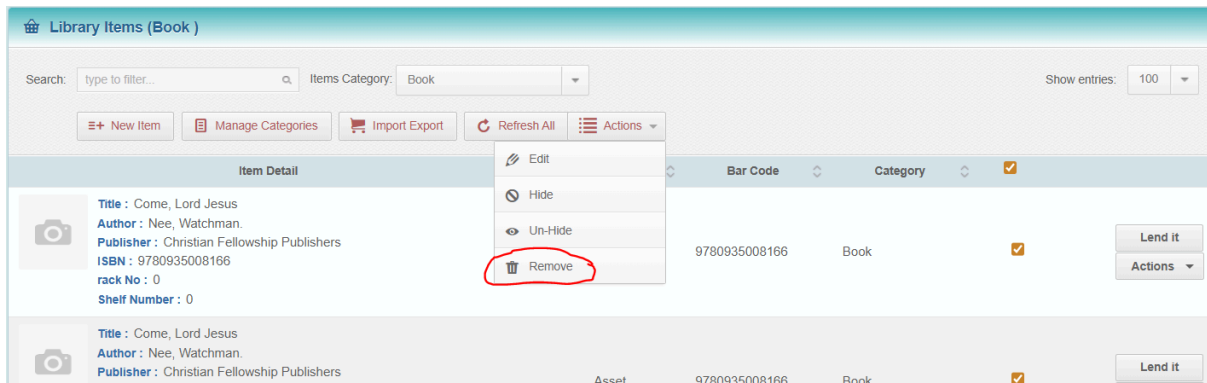 Library Items (Book )
Search: type to filter... Items Category: Book Show entries: 100
New Item Manage Categories Import Export Refresh All Actions
Edit
Item Detail Bar Code Category
Hide
Un-Hide
Remove
Title : Come, Lord Jesus
Author : Nee, Watchman.
Publisher : Christian Fellowship Publishers
ISBN : 9780935008166
rack No : 0
Shelf Number : 0
9780935008166 Book
Lend it
Actions
Title : Come, Lord Jesus
Author : Nee, Watchman.
Publisher : Christian Fellowship Publishers
Asset 9780935008166 Book
Lend it